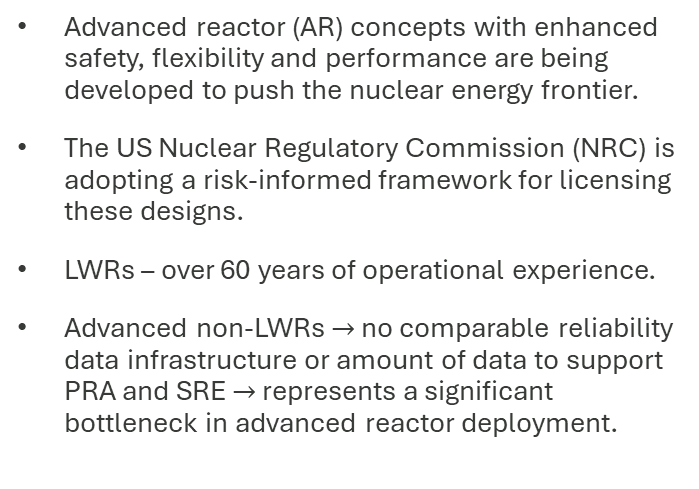 • Advanced reactor (AR) concepts with enhanced
safety, flexibility and performance are being
developed to push the nuclear energy frontier.
• The US Nuclear Regulatory Commission (NRC) is
adopting a risk-informed framework for licensing
these designs.
• LWRs – over 60 years of operational experience.
• Advanced non-LWRs → no comparable reliability
data infrastructure or amount of data to support
PRA and SRE → represents a significant
bottleneck in advanced reactor deployment.